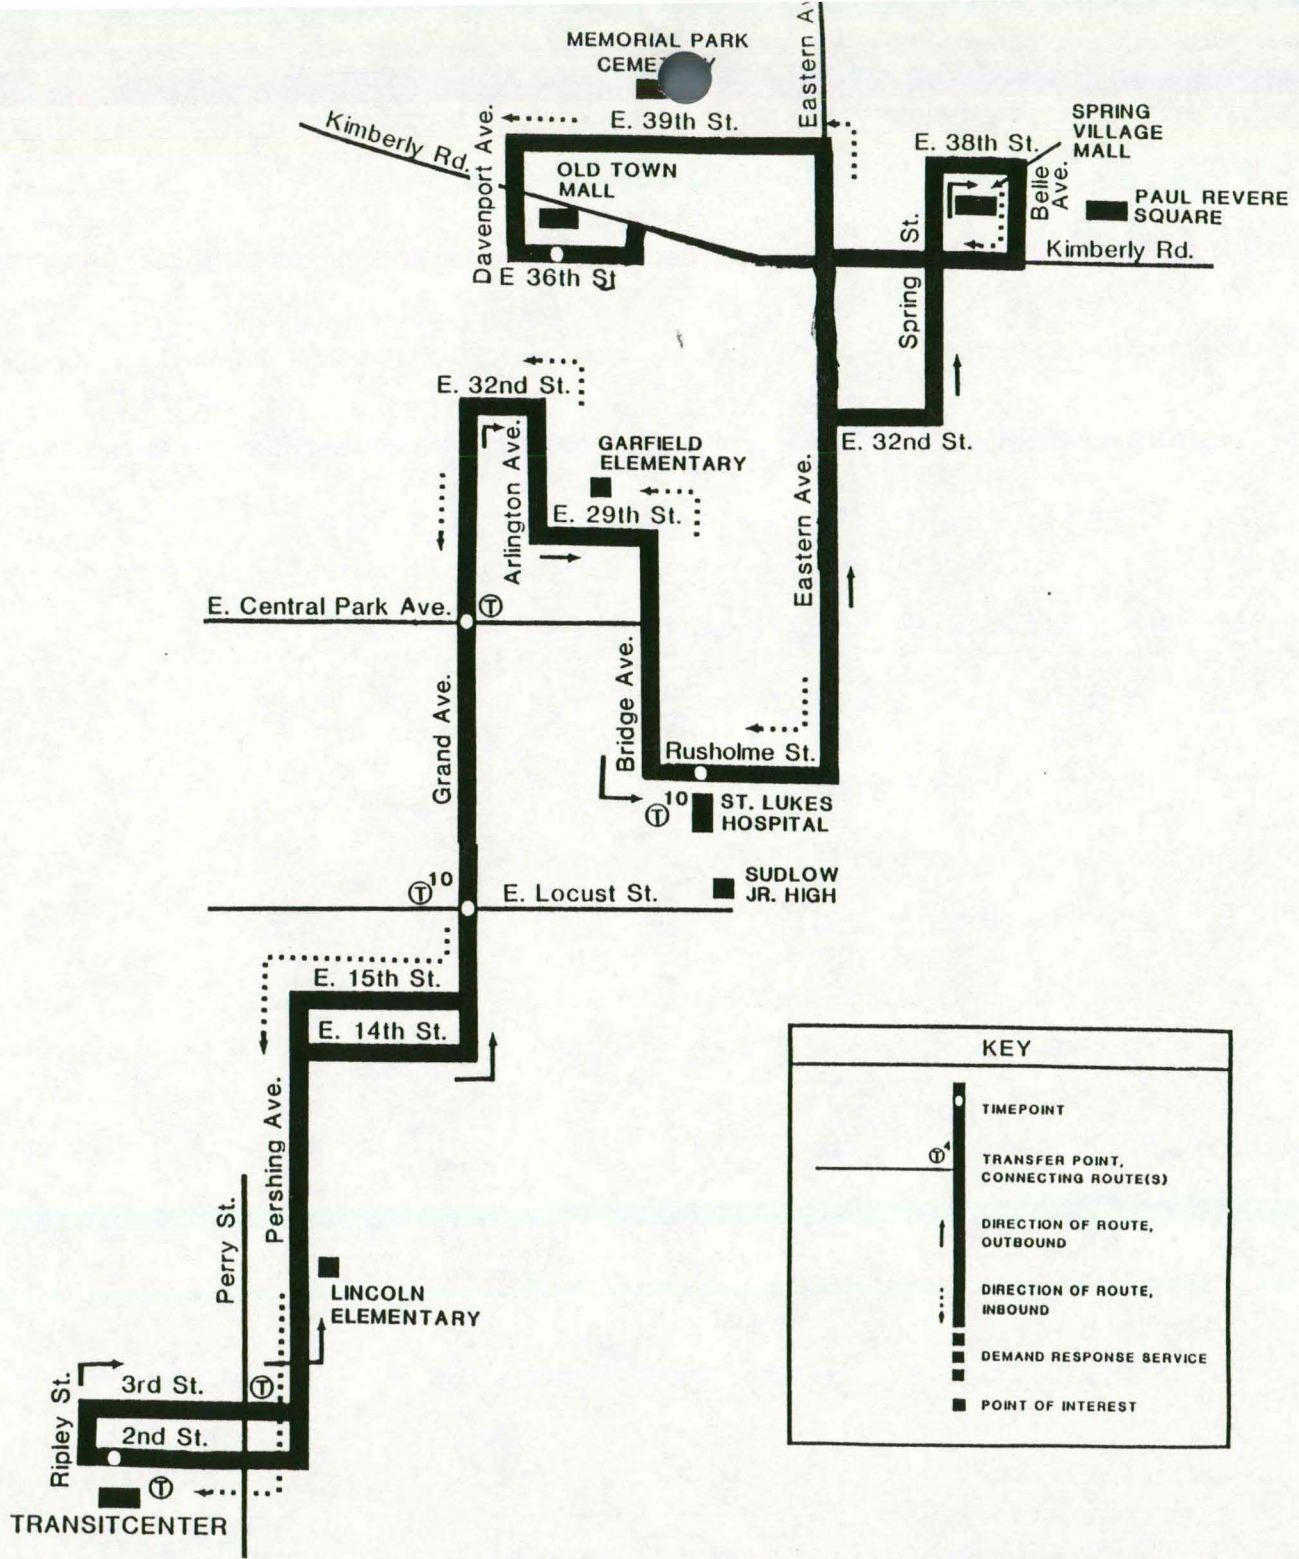 MEMORIAL PARK
Eastern Av
E. 39th St.
Davenport Ave.
Kimberly Rd.
OLD TOWN
MALL
E 36th St
Eastern Ave.
SPRING
VILLAGE
MALL
E. 38th St.
Belle
Ave.
PAUL REVERE
SQUARE
Spring St.
Kimberly Rd.
E. 32nd St.
E. 32nd St.
Arlington Ave.
GARFIELD
ELEMENTARY
E. 29th St.
E. Central Park Ave.
T
Grand Ave.
Bridge Ave.
Rusholme St.
T 10
ST. LUKES
HOSPITAL
SUDLOW
JR. HIGH
T 10
E. Locust St.
E. 15th St.
E. 14th St.
Pershing Ave.
Perry St.
LINCOLN
ELEMENTARY
3rd St.
T
2nd St.
Ripley St.
T
TRANSITCENTER
KEY
TIMEPOINT
T 4
TRANSFER POINT,
CONNECTING ROUTE(S)
DIRECTION OF ROUTE,
OUTBOUND
DIRECTION OF ROUTE,
INBOUND
DEMAND RESPONSE SERVICE
POINT OF INTEREST